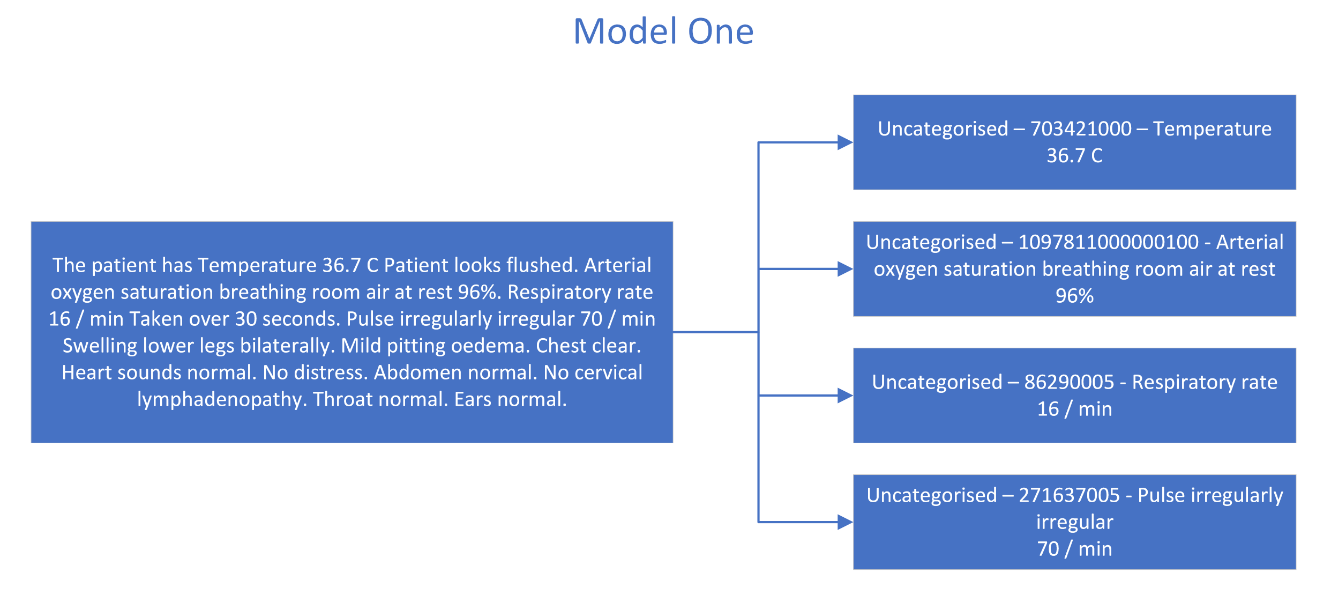 Model One
The patient has Temperature 36.7 C Patient looks flushed. Arterial
oxygen saturation breathing room air at rest 96%. Respiratory rate
16 / min Taken over 30 seconds. Pulse irregularly irregular 70 / min
Swelling lower legs bilaterally. Mild pitting oedema. Chest clear.
Heart sounds normal. No distress. Abdomen normal. No cervical
lymphadenopathy. Throat normal. Ears normal.
Uncategorised – 703421000 – Temperature
36.7 C
Uncategorised – 1097811000000100 - Arterial
oxygen saturation breathing room air at rest
96%
Uncategorised – 86290005 - Respiratory rate
16 / min
Uncategorised – 271637005 - Pulse irregularly
irregular
70 / min